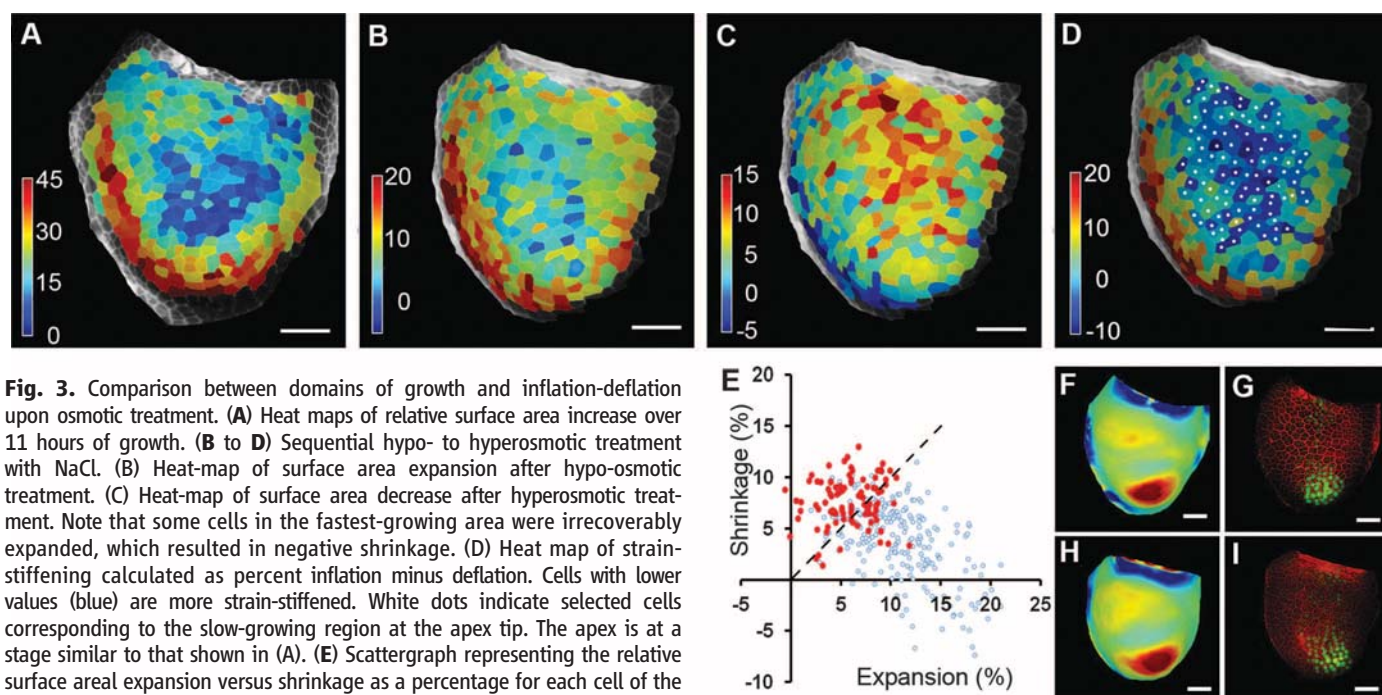 A
B
C
D
45
30
15
0
20
10
0
15
10
5
0
-5
20
10
0
-10
Fig. 3. Comparison between domains of growth and inflation-deflation
upon osmotic treatment. (A) Heat maps of relative surface area increase over
11 hours of growth. (B to D) Sequential hypo- to hyperosmotic treatment
with NaCl. (B) Heat-map of surface area expansion after hypo-osmotic
treatment. (C) Heat-map of surface area decrease after hyperosmotic treat-
ment. Note that some cells in the fastest-growing area were irrecoverably
expanded, which resulted in negative shrinkage. (D) Heat map of strain-
stiffening calculated as percent inflation minus deflation. Cells with lower
values (blue) are more strain-stiffened. White dots indicate selected cells
corresponding to the slow-growing region at the apex tip. The apex is at a
stage similar to that shown in (A). (E) Scattergraph representing the relative
surface areal expansion versus shrinkage as a percentage for each cell of the
E
Shrinkage (%)
20
15
10
5
-5
-10
-5
5
10
15
20
25
Expansion (%)
F
G
H
I